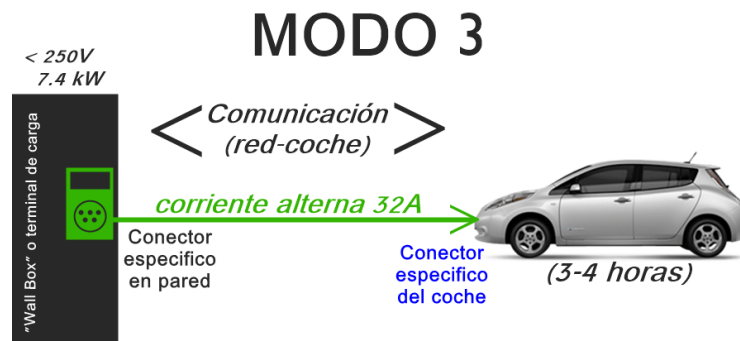 MODO 3
< 250V
7.4 kW
"Wall Box" o terminal de carga
Comunicación
(red-coche)
corriente alterna 32A
Conector
especifico
en pared
Conector
especifico
del coche
(3-4 horas)